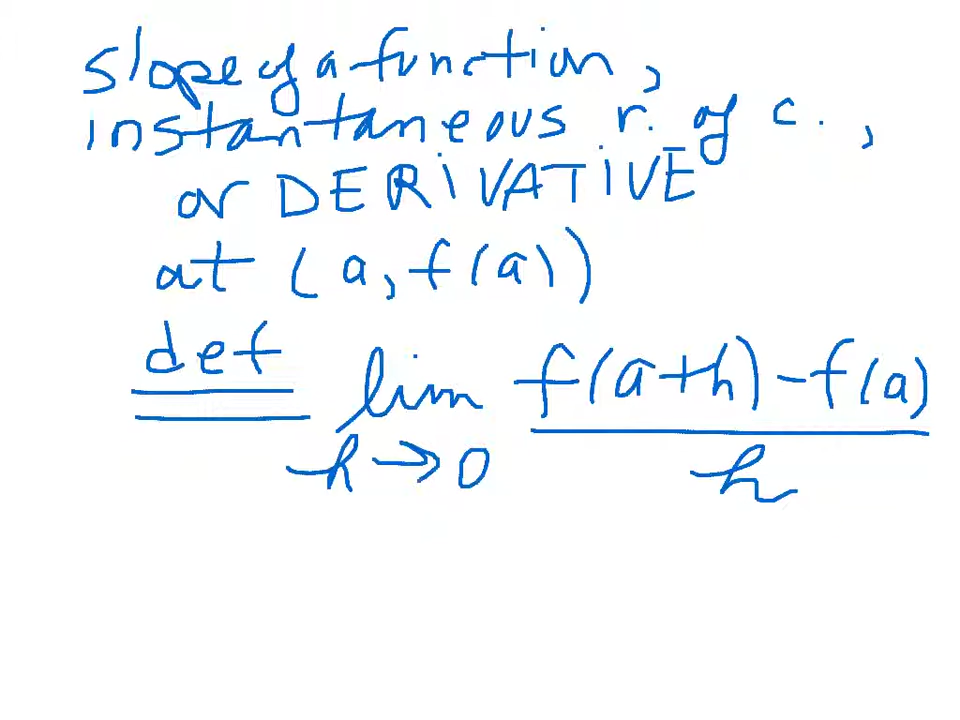 slope of a function,
instantaneous r. of c.,
or DERIVATIVE
at (a, f(a))
def lim f(a+h) - f(a)
h→0 h